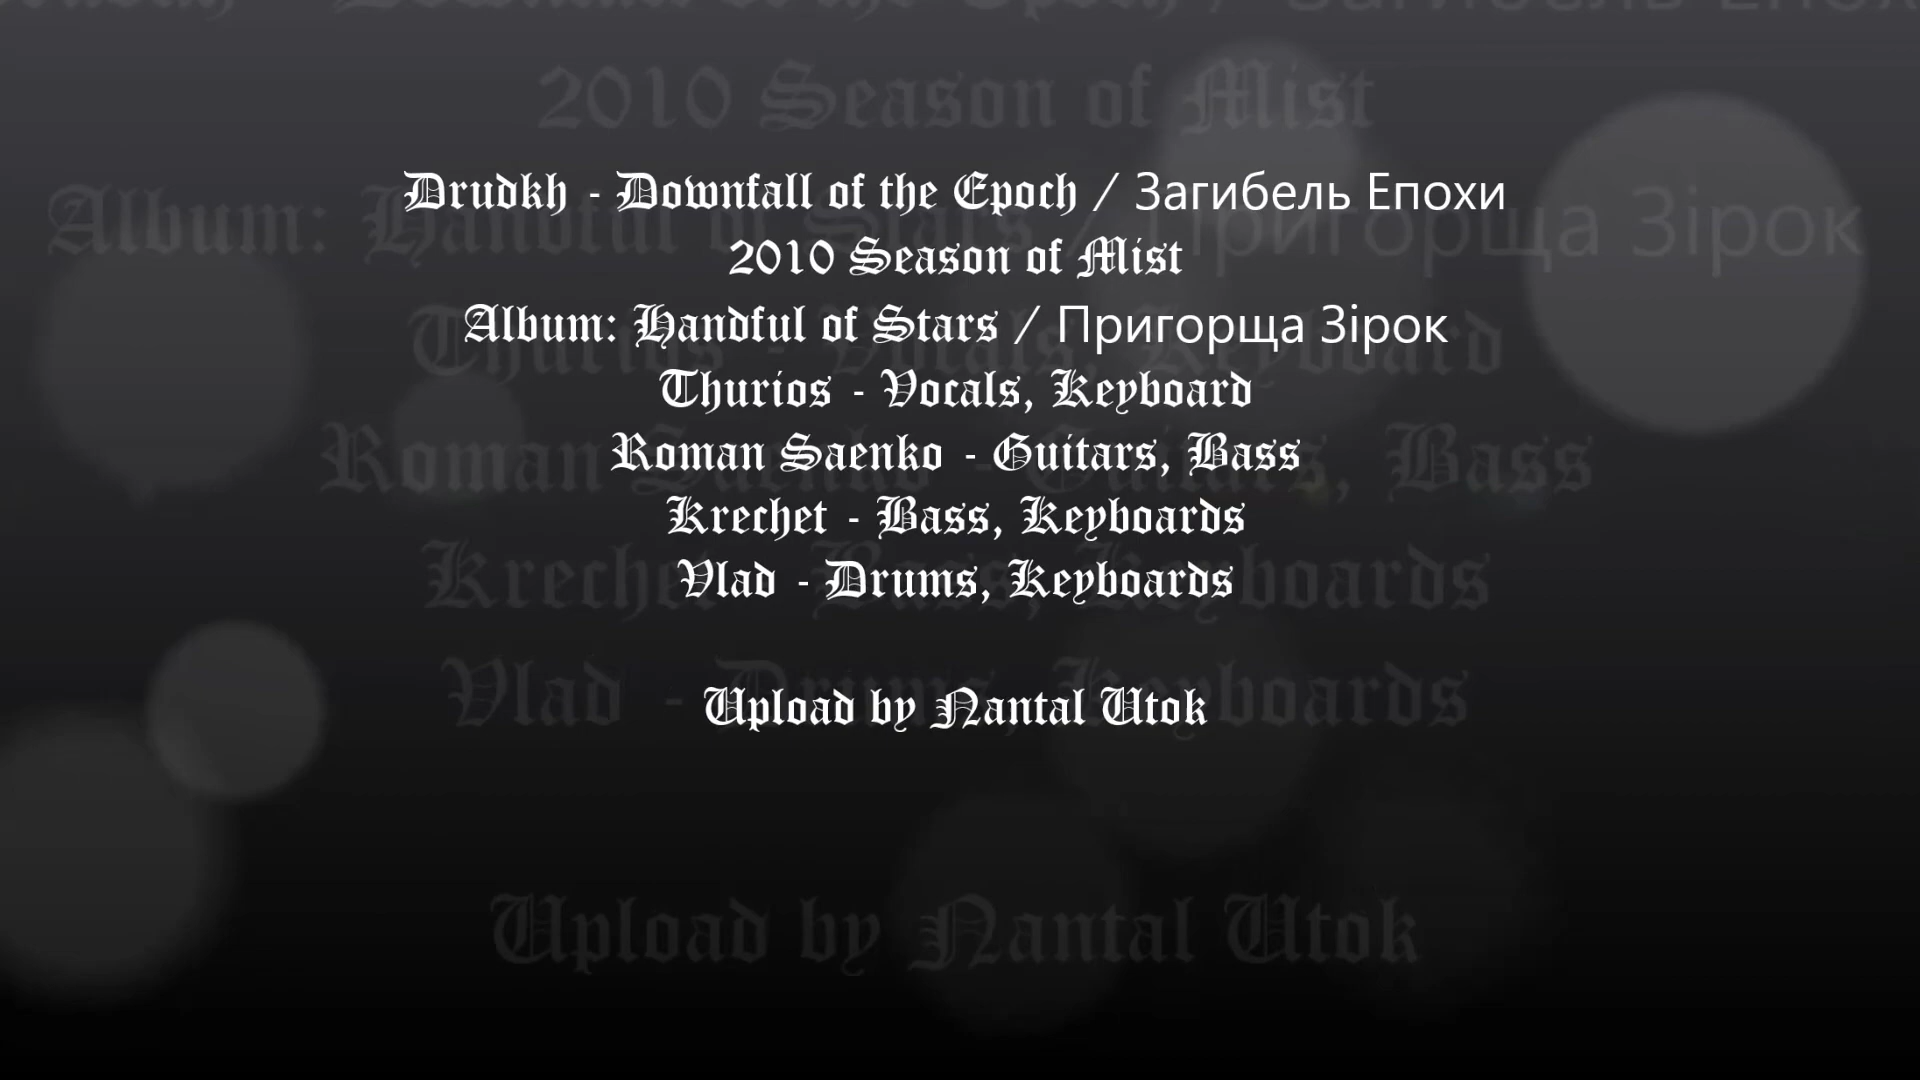 Drudkh - Downfall of the Epoch / Загибель Епохи
2010 Season of Mist
Album: Handful of Stars / Пригорща Зірок
Thurios - Vocals, Keyboard
Roman Saenko - Guitars, Bass
Krechet - Bass, Keyboards
Vlad - Drums, Keyboards
Upload by Nantal Utok